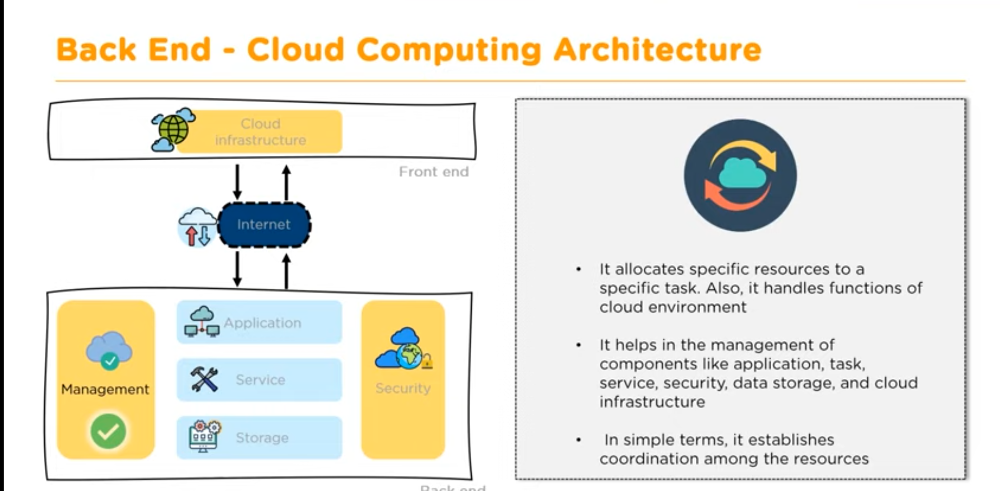 Back End - Cloud Computing Architecture
Cloud
infrastructure
Front end
Internet
Management
Application
Service
Storage
Security
Back end
• It allocates specific resources to a
specific task. Also, it handles functions of
cloud environment
• It helps in the management of
components like application, task,
service, security, data storage, and cloud
infrastructure
• In simple terms, it establishes
coordination among the resources